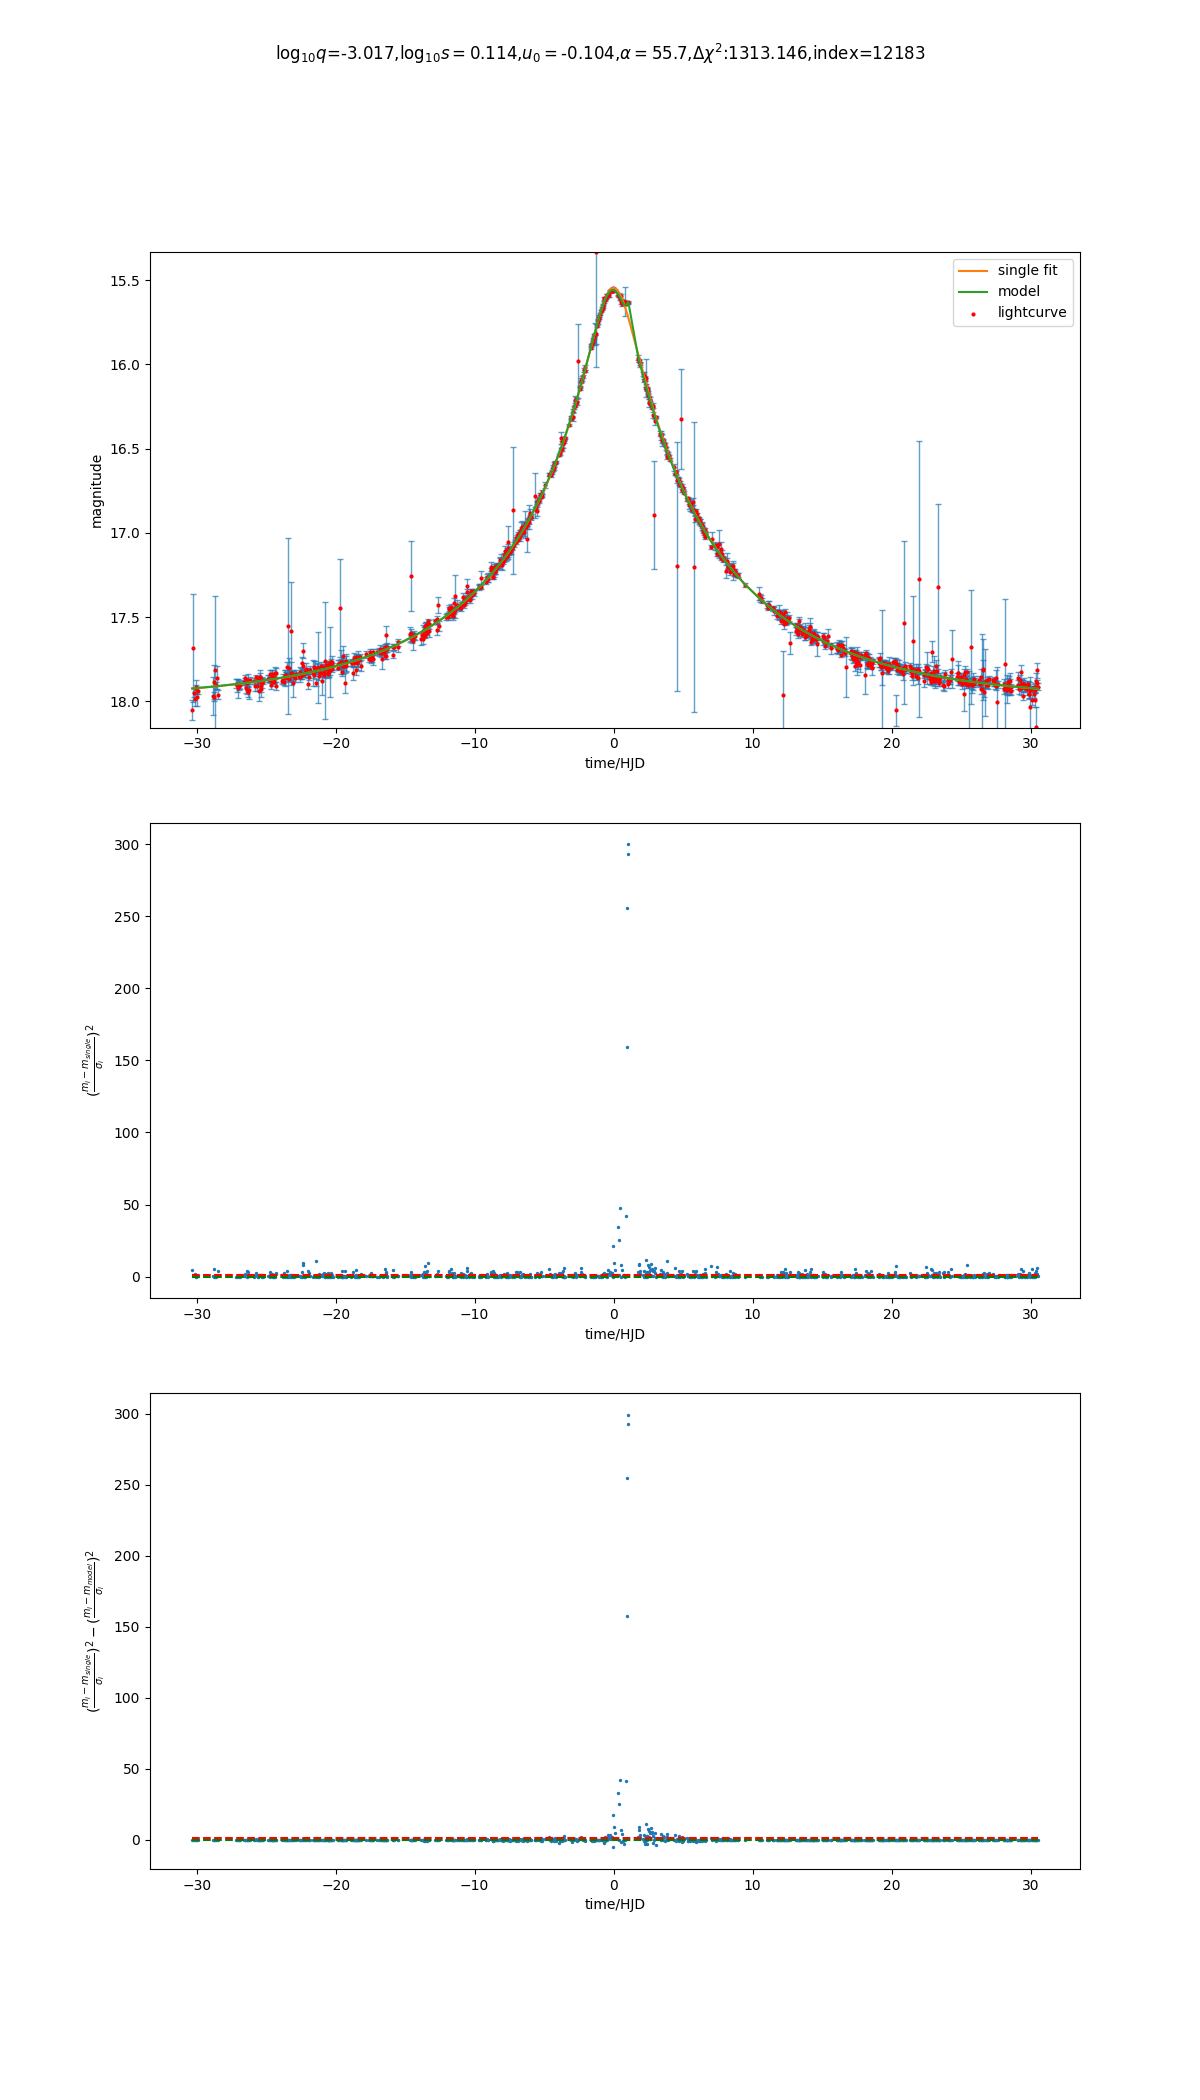 log₁₀q=-3.017,log₁₀s = 0.114,u₀ = -0.104,α = 55.7,Δχ²:1313.146,index=12183
single fit
model
lightcurve
magnitude
15.5
16.0
16.5
17.0
17.5
18.0
−30 −20 −10 0 10 20 30
time/HJD
(mᵢ − m_single / σᵢ)²
300
250
200
150
100
50
0
−30 −20 −10 0 10 20 30
time/HJD
(mᵢ − m_single / σᵢ)² − (mᵢ − m_model / σᵢ)²
300
250
200
150
100
50
0
−30 −20 −10 0 10 20 30
time/HJD